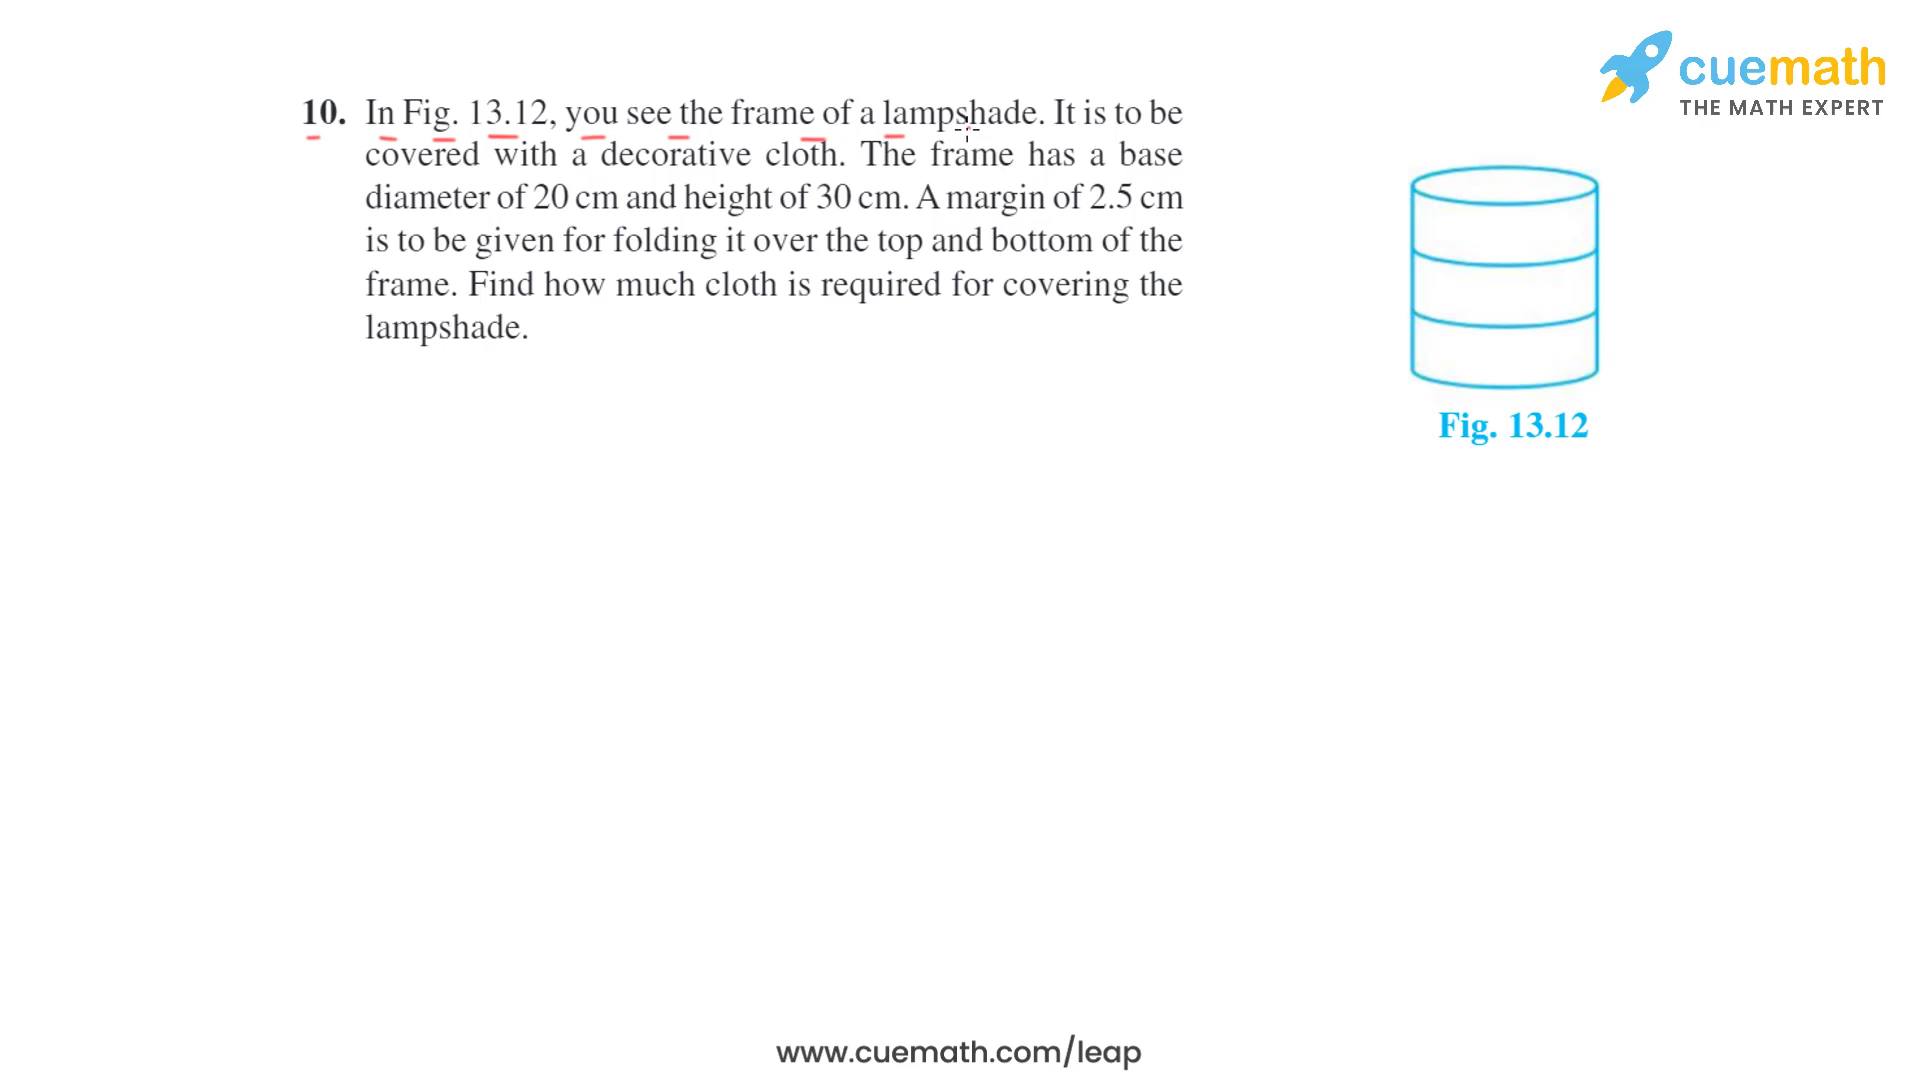 cuemath
THE MATH EXPERT
10. In Fig. 13.12, you see the frame of a lampshade. It is to be
covered with a decorative cloth. The frame has a base
diameter of 20 cm and height of 30 cm. A margin of 2.5 cm
is to be given for folding it over the top and bottom of the
frame. Find how much cloth is required for covering the
lampshade.
Fig. 13.12
www.cuemath.com/leap